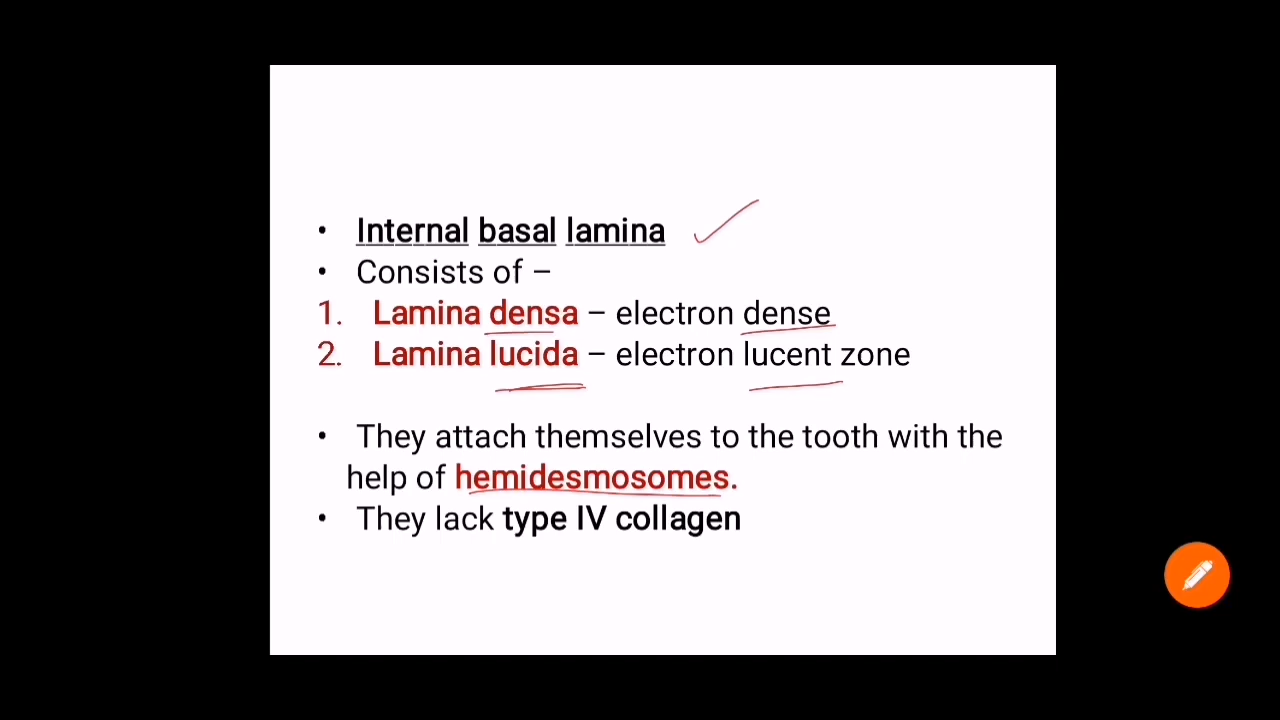 • Internal basal lamina
• Consists of –
1. Lamina densa – electron dense
2. Lamina lucida – electron lucent zone
• They attach themselves to the tooth with the
help of hemidesmosomes.
• They lack type IV collagen